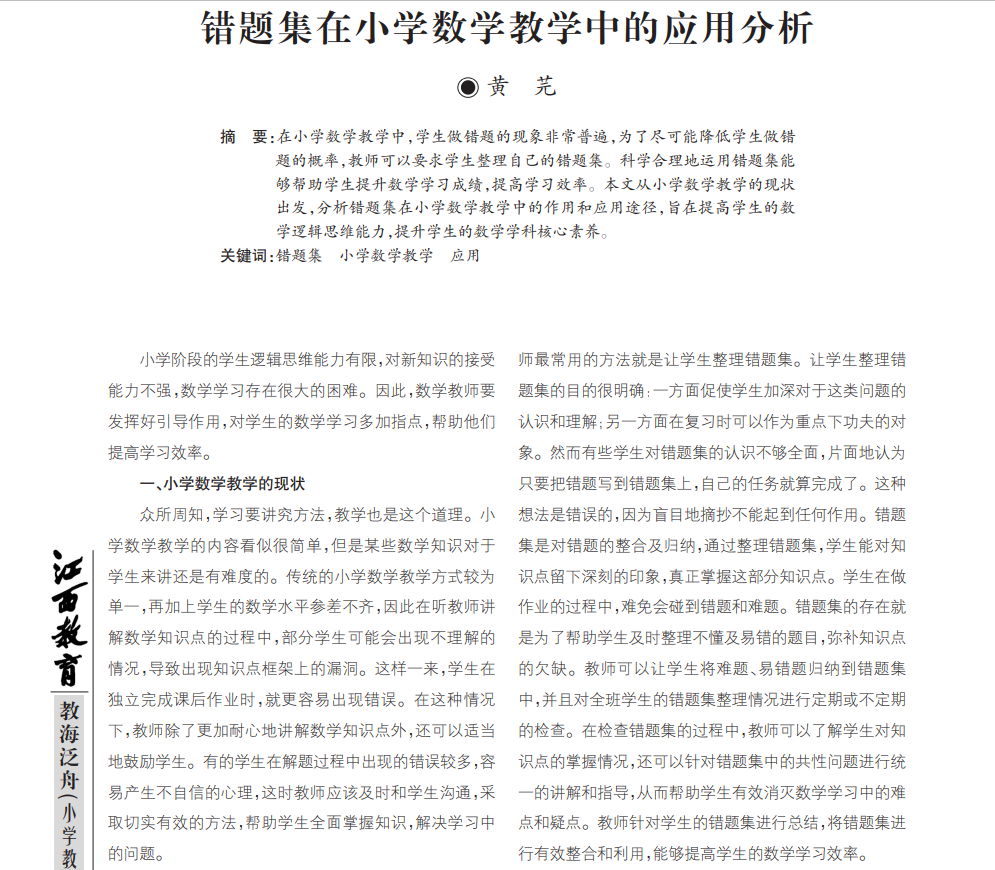 错题集在小学数学教学中的应用分析
◉黄 芫
摘 要:在小学数学教学中,学生做错题的现象非常普遍,为了尽可能降低学生做错
题的概率,教师可以要求学生整理自己的错题集。科学合理地运用错题集能
够帮助学生提升数学学习成绩,提高学习效率。本文从小学数学教学的现状
出发,分析错题集在小学数学教学中的作用和应用途径,旨在提高学生的数
学逻辑思维能力,提升学生的数学学科核心素养。
关键词:错题集 小学数学教学 应用
小学阶段的学生逻辑思维能力有限,对新知识的接受
能力不强,数学学习存在很大的困难。因此,数学教师要
发挥好引导作用,对学生的数学学习多加指点,帮助他们
提高学习效率。
一、小学数学教学的现状
众所周知,学习要讲究方法,教学也是这个道理。小
学数学教学的内容看似很简单,但是某些数学知识对于
学生来讲还是有难度的。传统的小学数学教学方式较为
单一,再加上学生的数学水平参差不齐,因此在听教师讲
解数学知识点的过程中,部分学生可能会出现不理解的
情况,导致出现知识点框架上的漏洞。这样一来,学生在
独立完成课后作业时,就更容易出现错误。在这种情况
下,教师除了更加耐心地讲解数学知识点外,还可以适当
地鼓励学生。有的学生在解题过程中出现的错误较多,容
易产生不自信的心理,这时教师应该及时和学生沟通,采
取切实有效的方法,帮助学生全面掌握知识,解决学习中
的问题。
师最常用的方法就是让学生整理错题集。让学生整理错
题集的目的很明确:一方面促使学生加深对于这类问题的
认识和理解;另一方面在复习时可以作为重点下功夫的对
象。然而有些学生对错题集的认识不够全面,片面地认为
只要把错题写到错题集上,自己的任务就算完成了。这种
想法是错误的,因为盲目地摘抄不能起到任何作用。错题
集是对错题的整合及归纳,通过整理错题集,学生能对知
识点留下深刻的印象,真正掌握这部分知识点。学生在做
作业的过程中,难免会碰到错题和难题。错题集的存在就
是为了帮助学生及时整理不懂及易错的题目,弥补知识点
的欠缺。教师可以让学生将难题、易错题归纳到错题集
中,并且对全班学生的错题集整理情况进行定期或不定期
的检查。在检查错题集的过程中,教师可以了解学生对知
识点的掌握情况,还可以针对错题集中的共性问题进行统
一的讲解和指导,从而帮助学生有效消灭数学学习中的难
点和疑点。教师针对学生的错题集进行总结,将错题集进
行有效整合和利用,能够提高学生的数学学习效率。
江西教育
教海泛舟(小学教